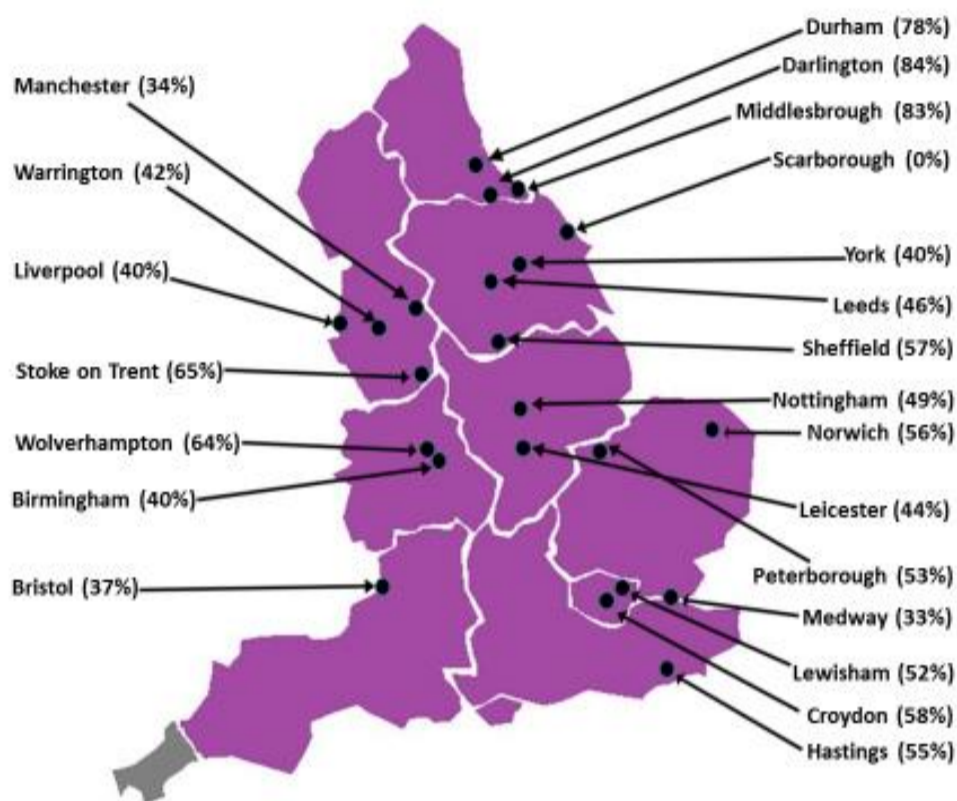 Manchester (34%)
Warrington (42%)
Liverpool (40%)
Stoke on Trent (65%)
Wolverhampton (64%)
Birmingham (40%)
Bristol (37%)
Durham (78%)
Darlington (84%)
Middlesbrough (83%)
Scarborough (0%)
York (40%)
Leeds (46%)
Sheffield (57%)
Nottingham (49%)
Norwich (56%)
Leicester (44%)
Peterborough (53%)
Medway (33%)
Lewisham (52%)
Croydon (58%)
Hastings (55%)